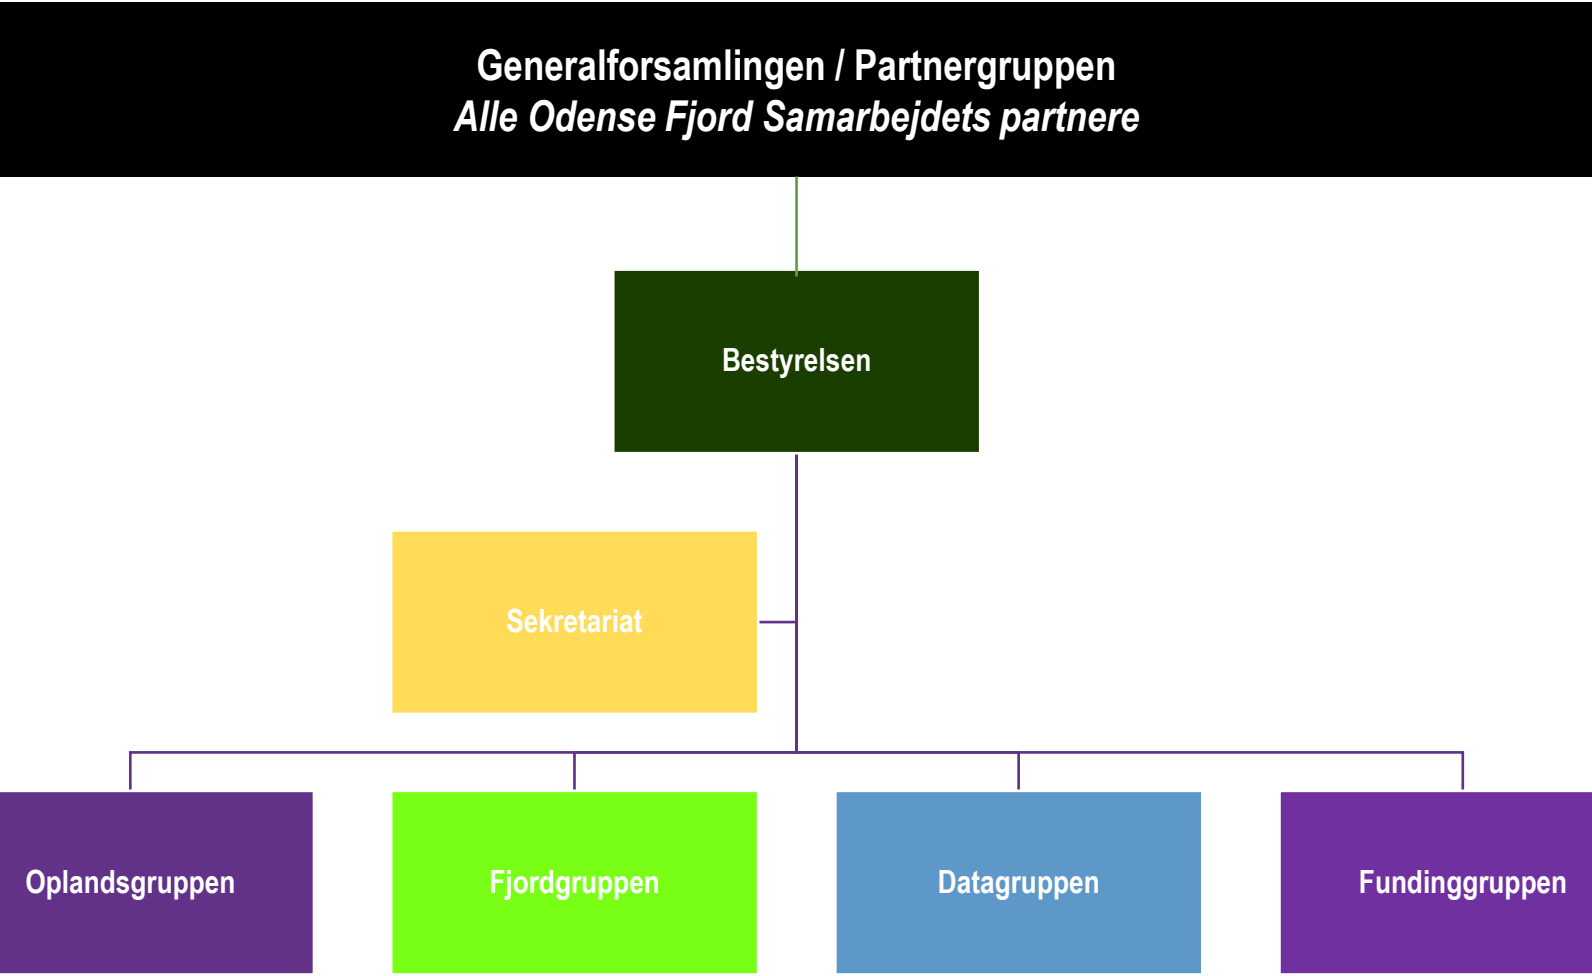 Generalforsamlingen / Partnergruppen
Alle Odense Fjord Samarbejdets partnere
Bestyrelsen
Sekretariat
Oplandsgruppen
Fjordgruppen
Datagruppen
Fundinggruppen